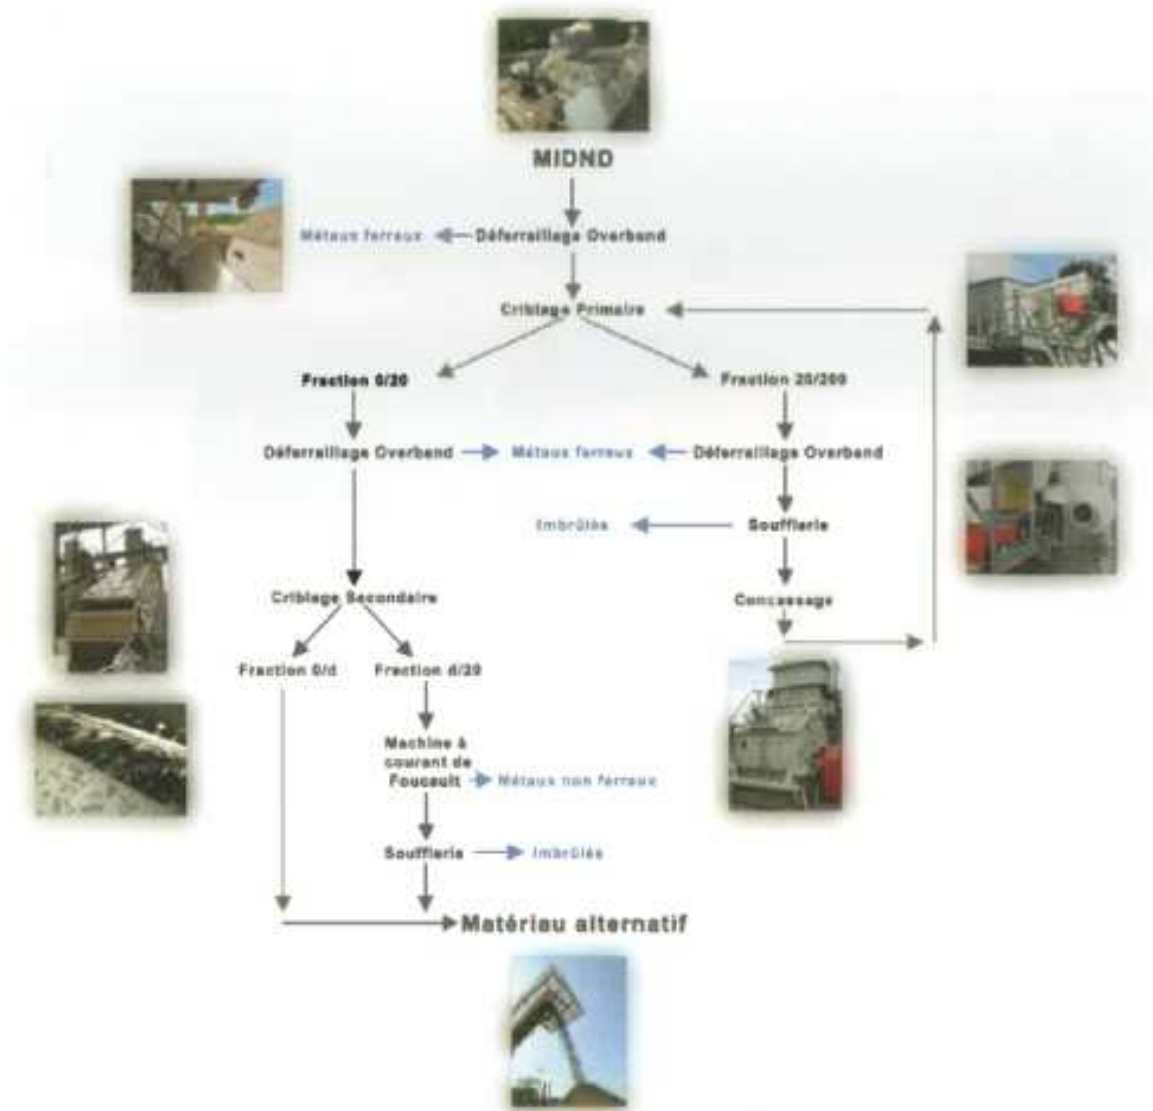 MIDND
Métaux ferreux
Déferraillage Overband
Criblage Primaire
Fraction 0/20
Fraction 20/200
Déferraillage Overband
Métaux ferreux
Déferraillage Overband
Imbrûlés
Soufflerie
Criblage Secondaire
Concassage
Fraction 0/d
Fraction d/20
Machine à
courant de
Foucault
Métaux non ferreux
Soufflerie
Imbrûlés
Matériau alternatif